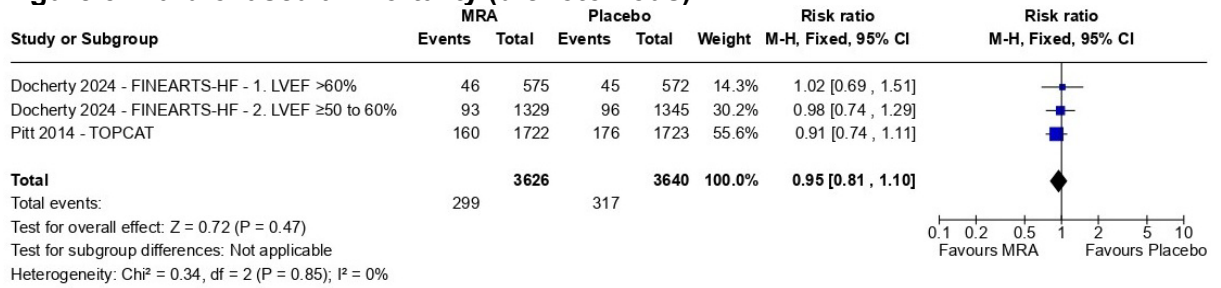 MRA Placebo Risk ratio Risk ratio
Study or Subgroup Events Total Events Total Weight M-H, Fixed, 95% CI M-H, Fixed, 95% CI
Docherty 2024 - FINEARTS-HF - 1. LVEF >60% 46 575 45 572 14.3% 1.02 [0.69 , 1.51]
Docherty 2024 - FINEARTS-HF - 2. LVEF ≥50 to 60% 93 1329 96 1345 30.2% 0.98 [0.74 , 1.29]
Pitt 2014 - TOPCAT 160 1722 176 1723 55.6% 0.91 [0.74 , 1.11]
Total 3626 3640 100.0% 0.95 [0.81 , 1.10]
Total events: 299 317
Test for overall effect: Z = 0.72 (P = 0.47)
Test for subgroup differences: Not applicable
Heterogeneity: Chi² = 0.34, df = 2 (P = 0.85); I² = 0%
0.1 0.2 0.5 1 2 5 10
Favours MRA Favours Placebo